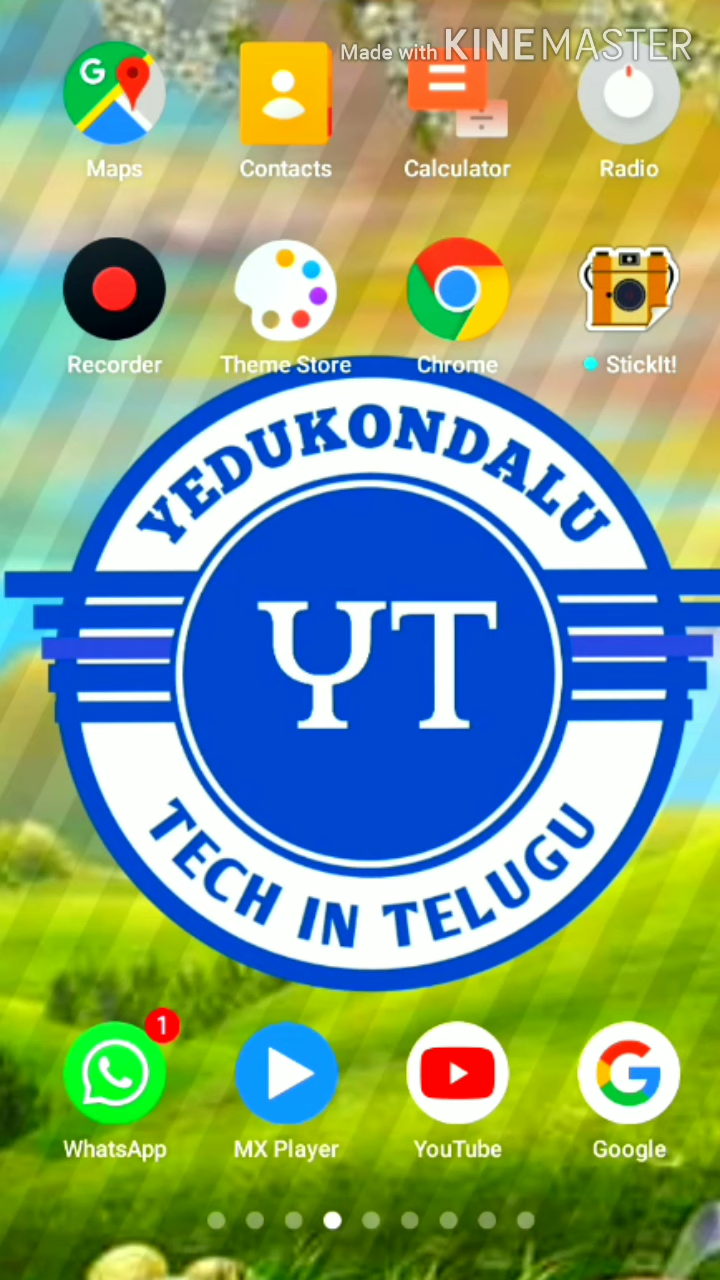 Made with KINEMASTER
G
Maps
Contacts
Calculator
Radio
Recorder
Theme Store
Chrome
StickIt!
YEDUKONDALU
YT
TECH IN TELUGU
1
WhatsApp
MX Player
YouTube
G
Google